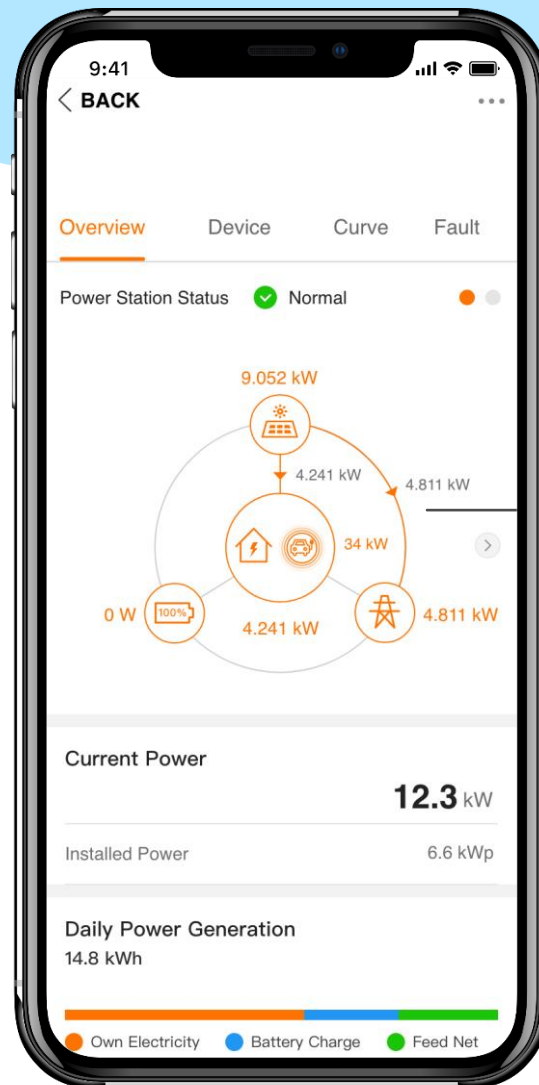 9:41
BACK
Overview Device Curve Fault
Power Station Status Normal
9.052 kW
4.241 kW
4.811 kW
34 kW
0 W 100% 4.811 kW
4.241 kW
Current Power
12.3 kW
Installed Power 6.6 kWp
Daily Power Generation
14.8 kWh
Own Electricity Battery Charge Feed Net